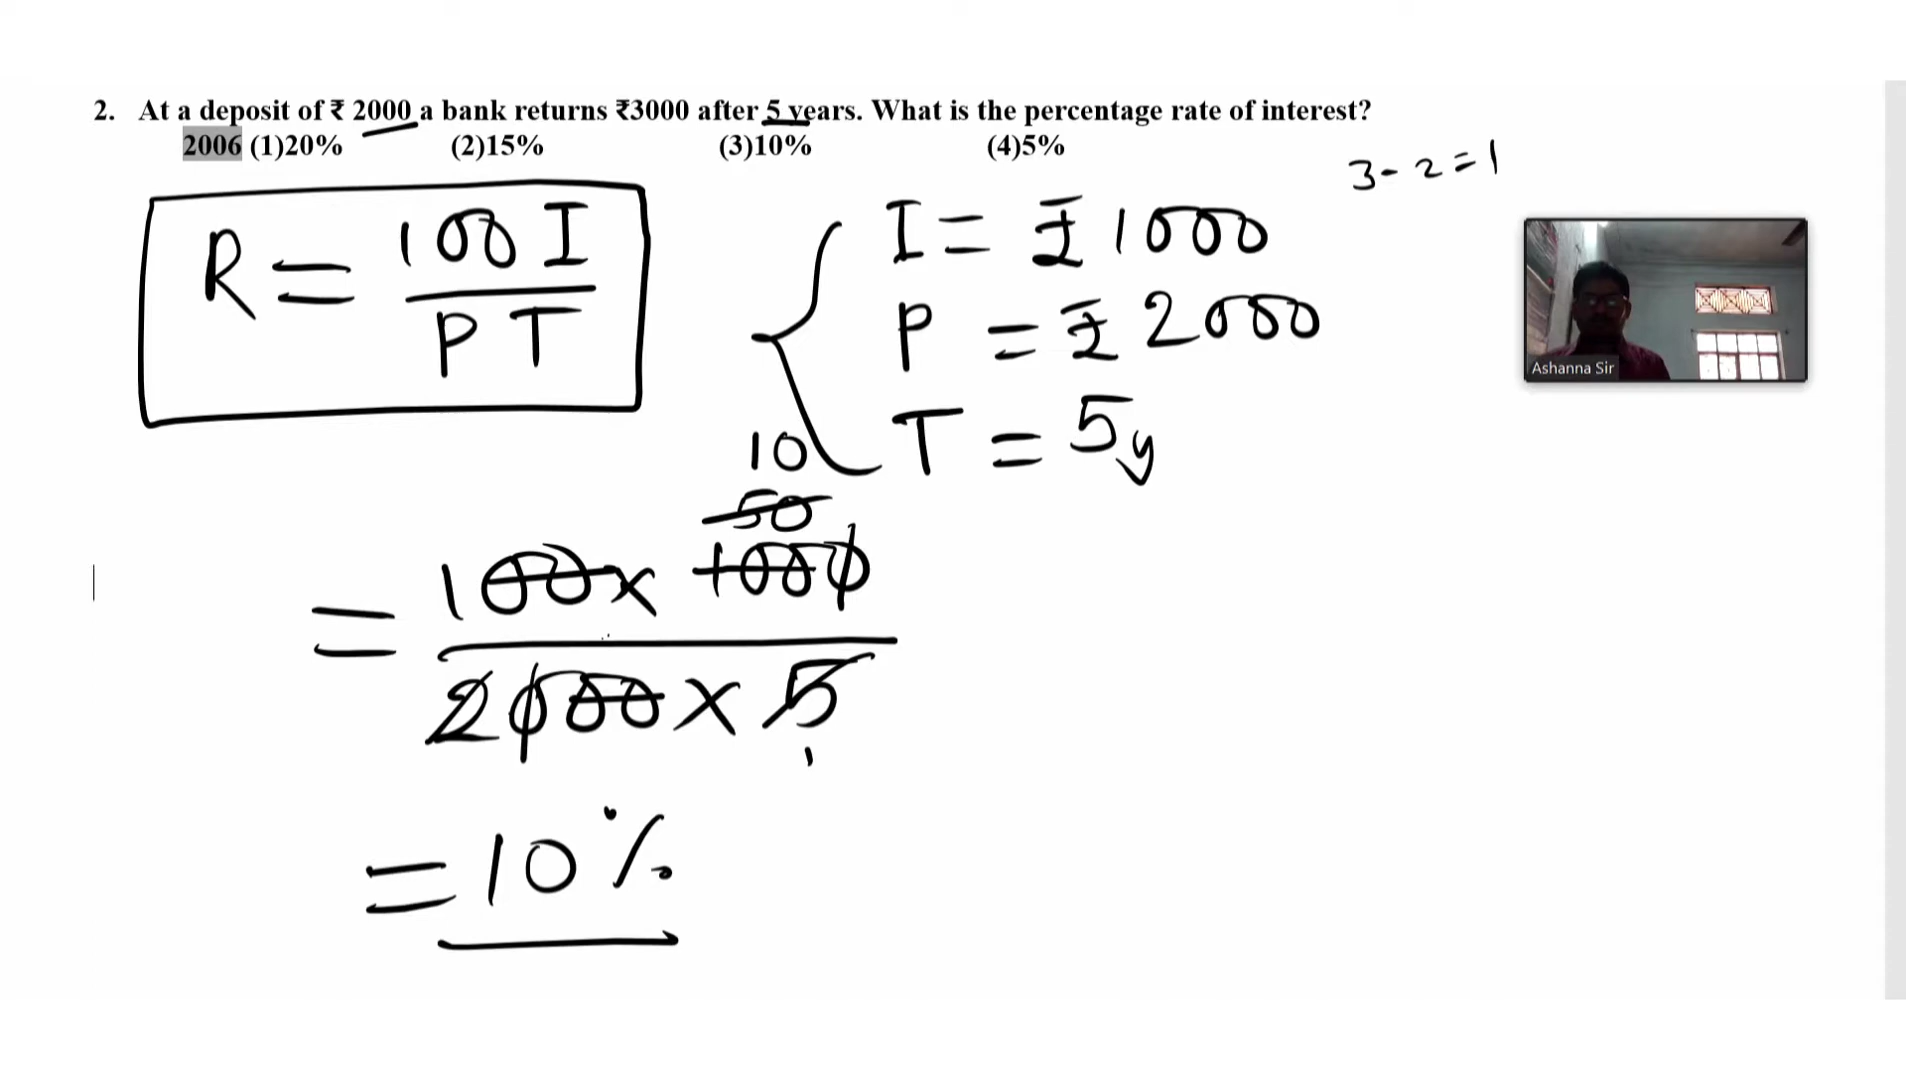 2. At a deposit of ₹ 2000 a bank returns ₹3000 after 5 years. What is the percentage rate of interest?
2006 (1)20% (2)15% (3)10% (4)5%
3 - 2 = 1
R = 100 I / P T
I = ₹ 1000
P = ₹ 2000
T = 5y
Ashanna Sir
10
50
= 100 x 1000
2000 x 5
1
= 10 %